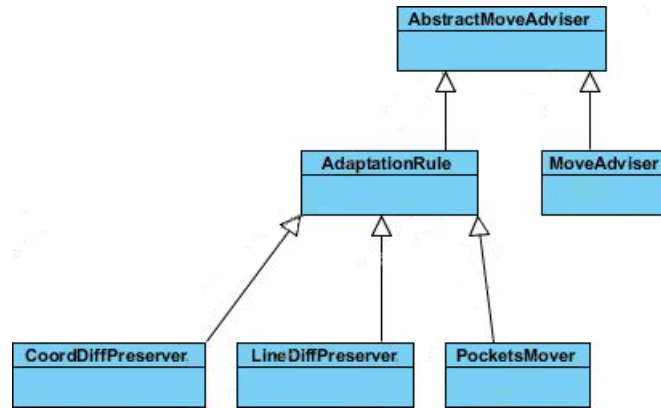 AbstractMoveAdviser
AdaptationRule
MoveAdviser
CoordDiffPreserver
LineDiffPreserver
PocketsMover